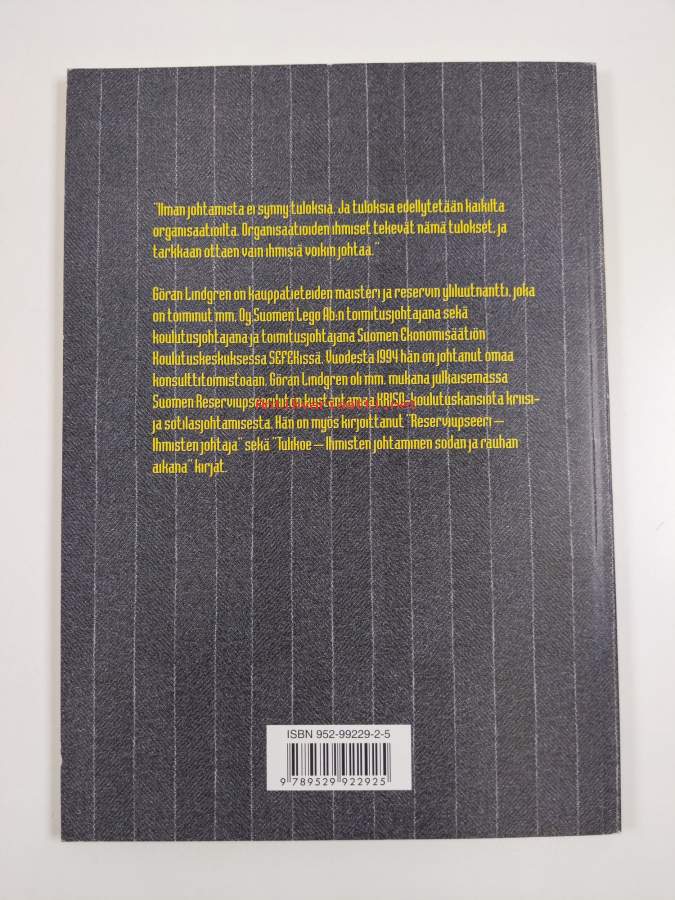 "Ilman johtamista ei synny tuloksia. Ja tuloksia edellytetään kaikilta
organisaatioilta. Organisaatioiden ihmiset tekevät nämä tulokset, ja
tarkkaan ottaen vain ihmisiä voikin johtaa."
Göran Lindgren on kauppatieteiden maisteri ja reservin yliluutnantti, joka
on toiminut mm. Oy Suomen Lego Ab:n toimitusjohtajana sekä
koulutusjohtajana ja toimitusjohtajana Suomen Ekonomisäätiön
Koulutuskeskuksessa SEFEKissä. Vuodesta 1994 hän on johtanut omaa
konsulttitoimistoaan. Göran Lindgren oli mm. mukana julkaisemassa
Suomen Reserviupseeriliiton kustantamaa KRISO-koulutuskansiota kriisi-
ja sotilasjohtamisesta. Hän on myös kirjoittanut "Reserviupseeri –
Ihmisten johtaja" sekä "Tulikoe – Ihmisten johtaminen sodan ja rauhan
aikana" kirjat.
ISBN 952-99229-2-5
9 789529 922925